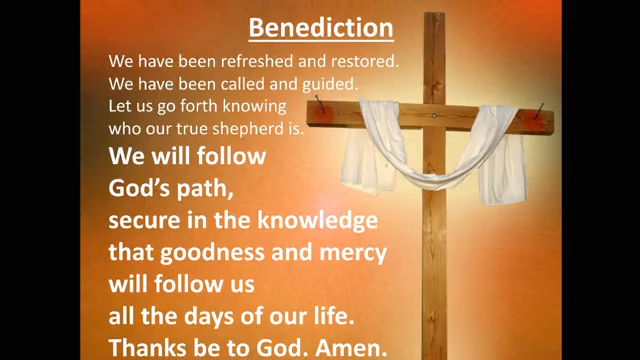 Benediction
We have been refreshed and restored.
We have been called and guided.
Let us go forth knowing
who our true shepherd is.
We will follow
God’s path,
secure in the knowledge
that goodness and mercy
will follow us
all the days of our life.
Thanks be to God. Amen.